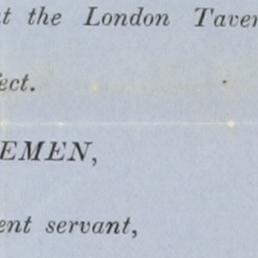 t the London Taver
ect.
EMEN,
ent servant,